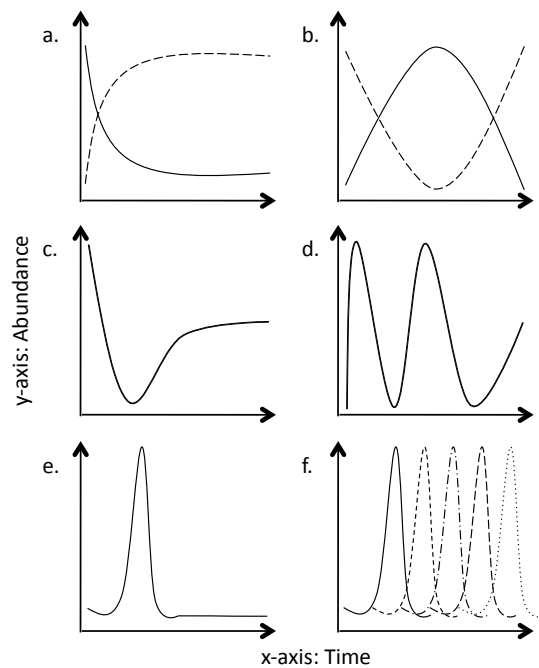 a.
b.
c.
d.
y-axis: Abundance
e.
f.
x-axis: Time